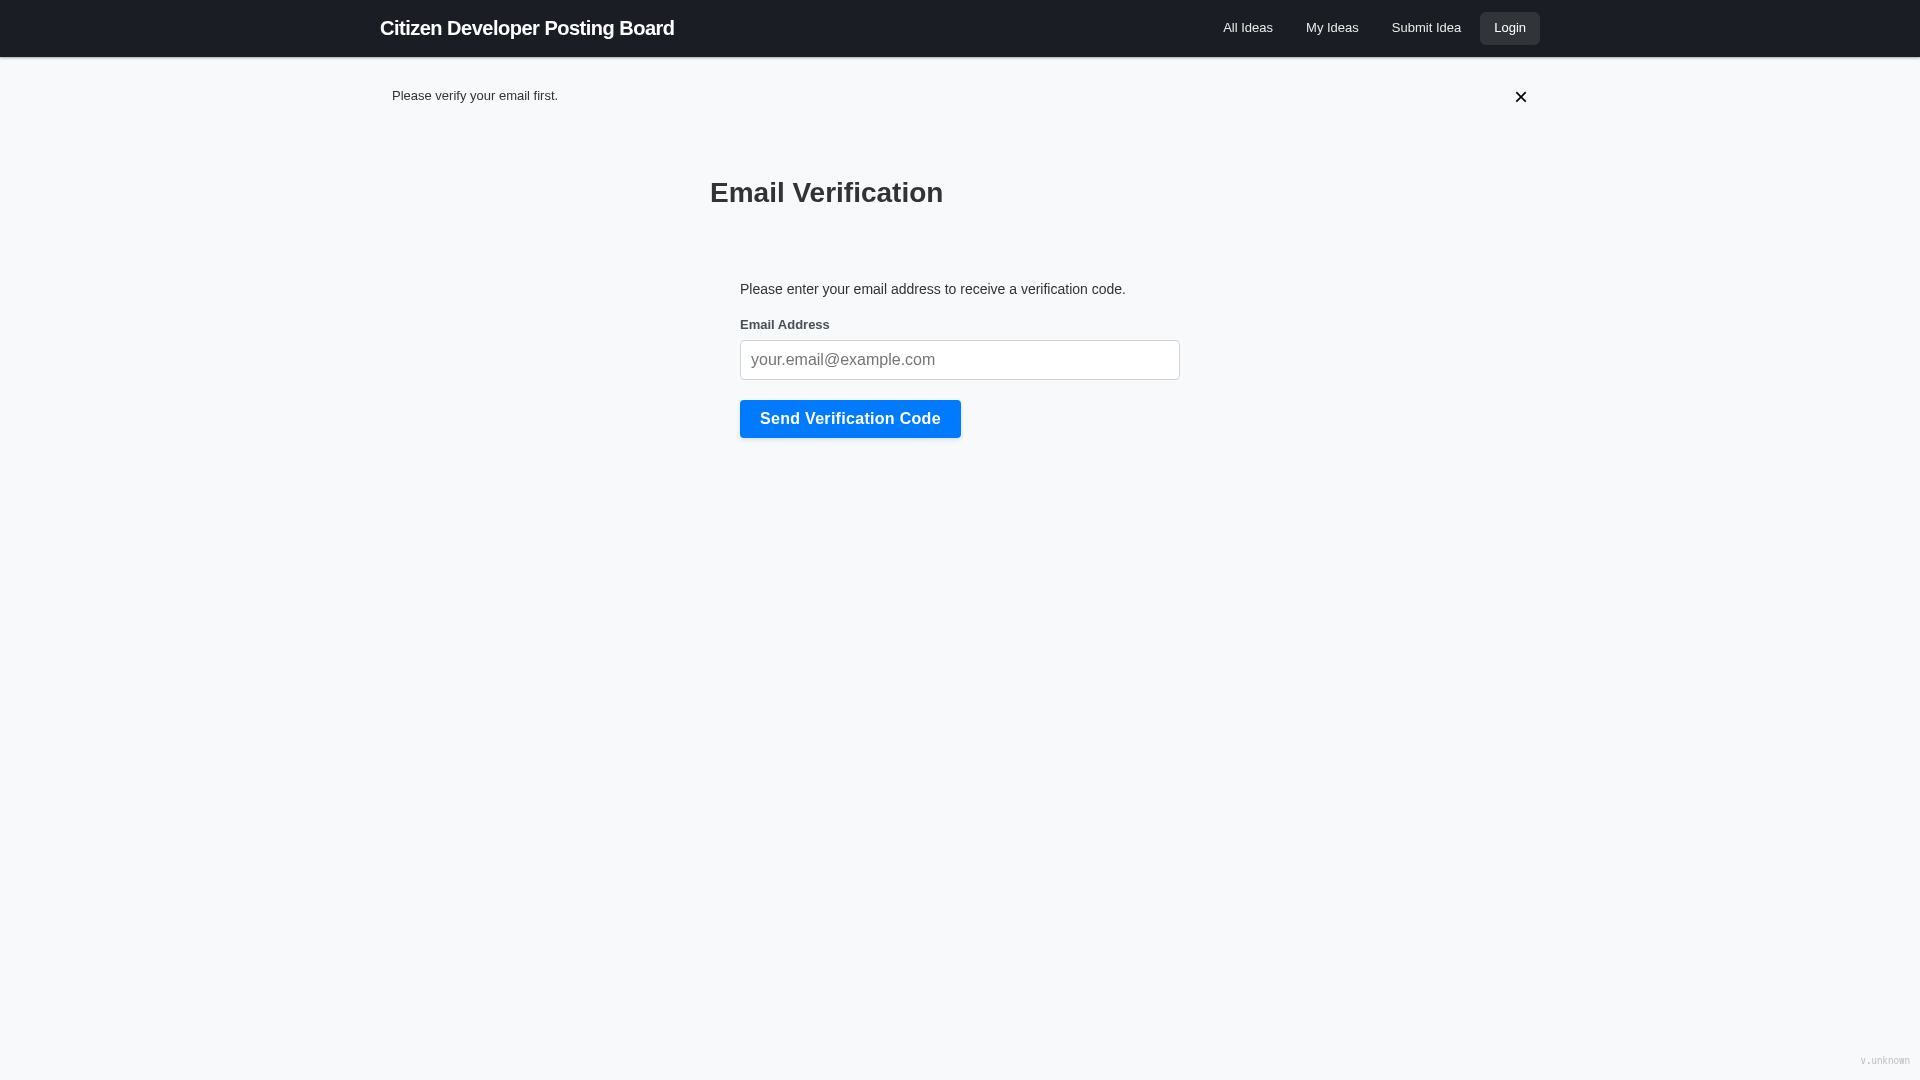 Citizen Developer Posting Board
All Ideas
My Ideas
Submit Idea
Login
Please verify your email first.
×
Email Verification
Please enter your email address to receive a verification code.
Email Address
your.email@example.com
Send Verification Code
v.unknown